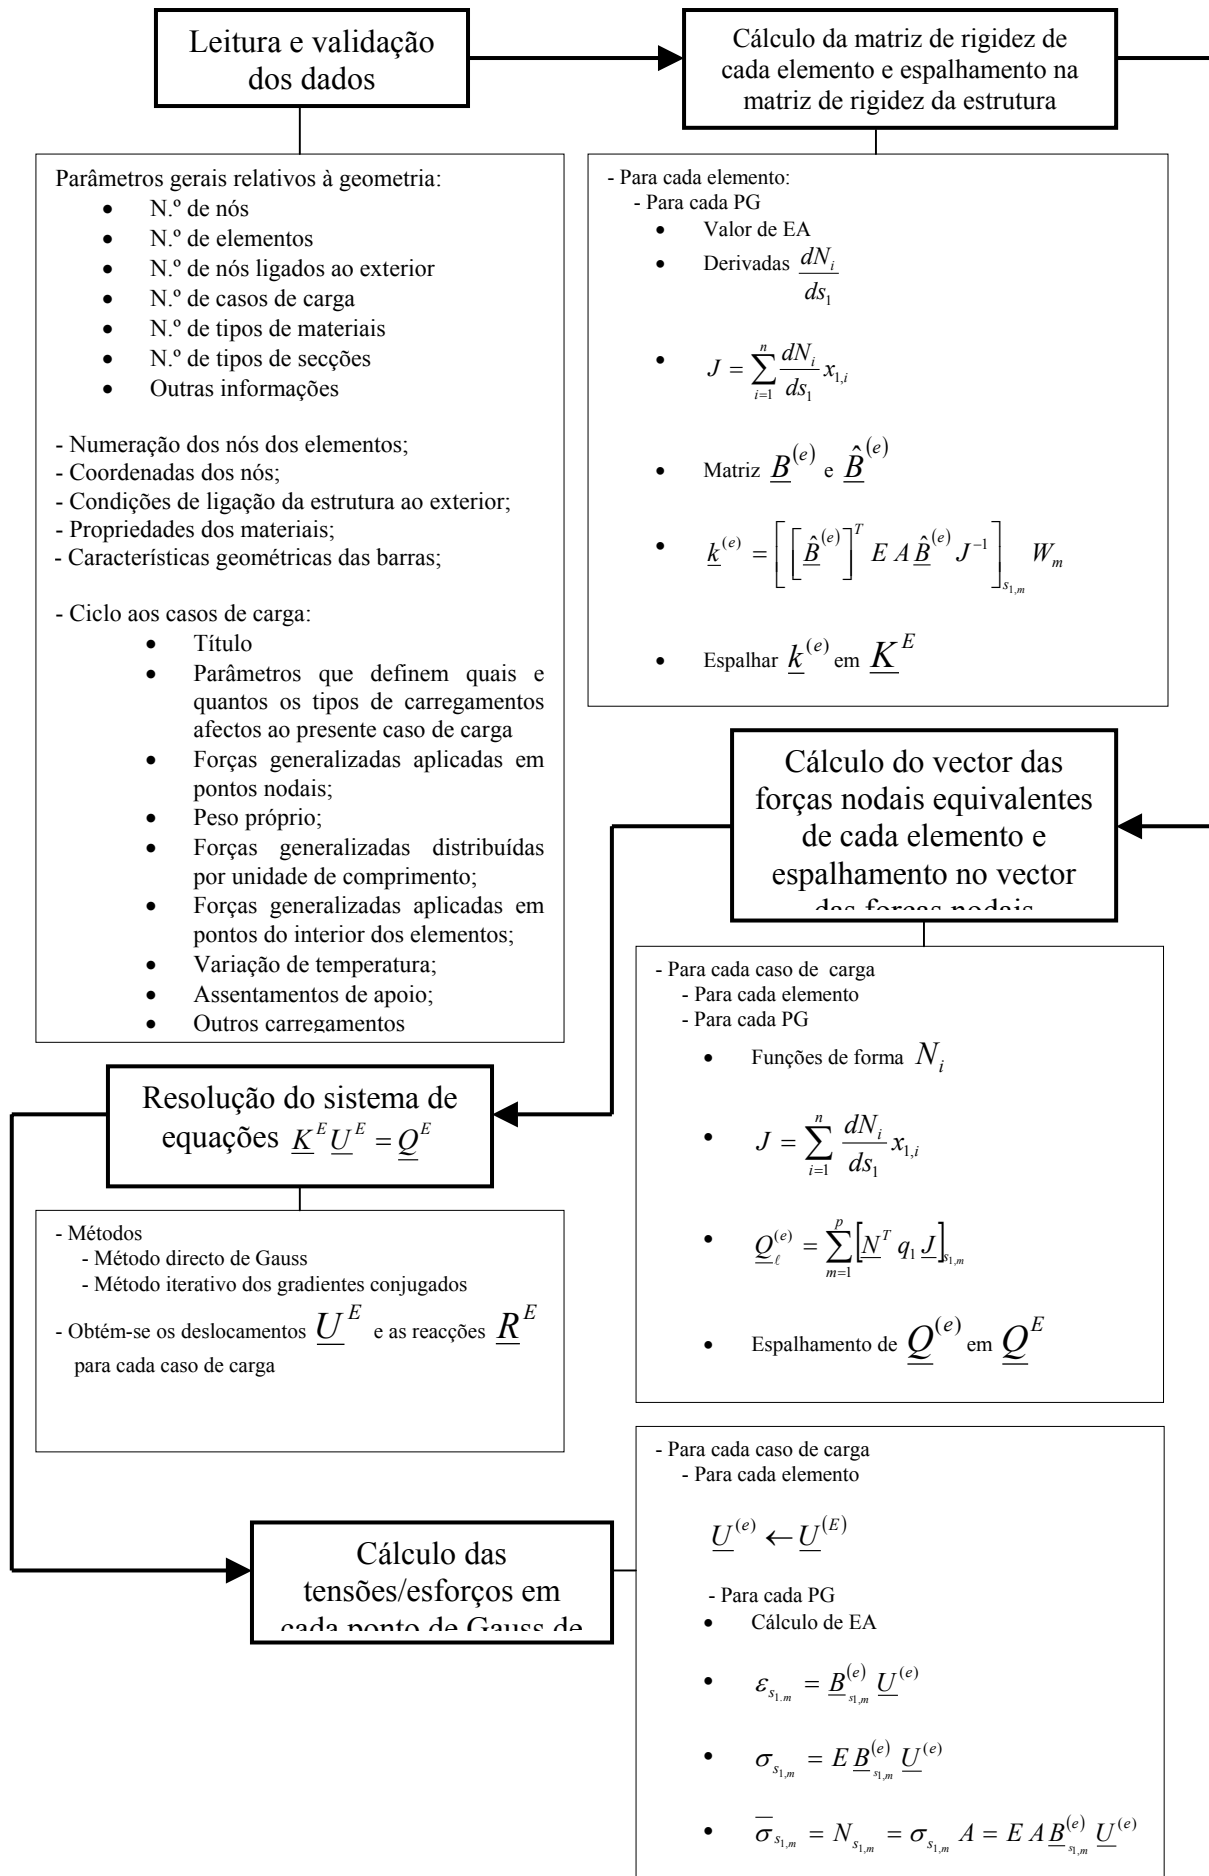 Leitura e validação
dos dados
Cálculo da matriz de rigidez de
cada elemento e espalhamento na
matriz de rigidez da estrutura
Parâmetros gerais relativos à geometria:
• N.º de nós
• N.º de elementos
• N.º de nós ligados ao exterior
• N.º de casos de carga
• N.º de tipos de materiais
• N.º de tipos de secções
• Outras informações
- Numeração dos nós dos elementos;
- Coordenadas dos nós;
- Condições de ligação da estrutura ao exterior;
- Propriedades dos materiais;
- Características geométricas das barras;
- Ciclo aos casos de carga:
• Título
• Parâmetros que definem quais e
quantos os tipos de carregamentos
afectos ao presente caso de carga
• Forças generalizadas aplicadas em
pontos nodais;
• Peso próprio;
• Forças generalizadas distribuídas
por unidade de comprimento;
• Forças generalizadas aplicadas em
pontos do interior dos elementos;
• Variação de temperatura;
• Assentamentos de apoio;
• Outros carregamentos
- Para cada elemento:
- Para cada PG
• Valor de EA
• Derivadas dN_i/ds_1
• J = ∑_{i=1}^{n} dN_i/ds_1 x_{1,i}
• Matriz B^(e) e B̂^(e)
• k^(e) = [ [ B̂^(e) ]^T E A B̂^(e) J^{-1} ]_{s_{1,m}} W_m
• Espalhar k^(e) em K^E
Cálculo do vector das
forças nodais equivalentes
de cada elemento e
espalhamento no vector
das forças nodais
- Para cada caso de carga
- Para cada elemento
- Para cada PG
• Funções de forma N_i
• J = ∑_{i=1}^{n} dN_i/ds_1 x_{1,i}
• Q_ℓ^(e) = ∑_{m=1}^{p} [ N^T q_1 J ]_{s_{1,m}}
• Espalhamento de Q^(e) em Q^E
Resolução do sistema de
equações K^E U^E = Q^E
- Métodos
- Método directo de Gauss
- Método iterativo dos gradientes conjugados
- Obtém-se os deslocamentos U^E e as reacções R^E
para cada caso de carga
Cálculo das
tensões/esforços em
cada ponto de Gauss de
- Para cada caso de carga
- Para cada elemento
U^(e) ← U^(E)
- Para cada PG
• Cálculo de EA
• ε_{s_{1.m}} = B^(e)_{s_{1,m}} U^(e)
• σ_{s_{1,m}} = E B^(e)_{s_{1,m}} U^(e)
• σ̄_{s_{1,m}} = N_{s_{1,m}} = σ_{s_{1,m}} A = E A B^(e)_{s_{1,m}} U^(e)